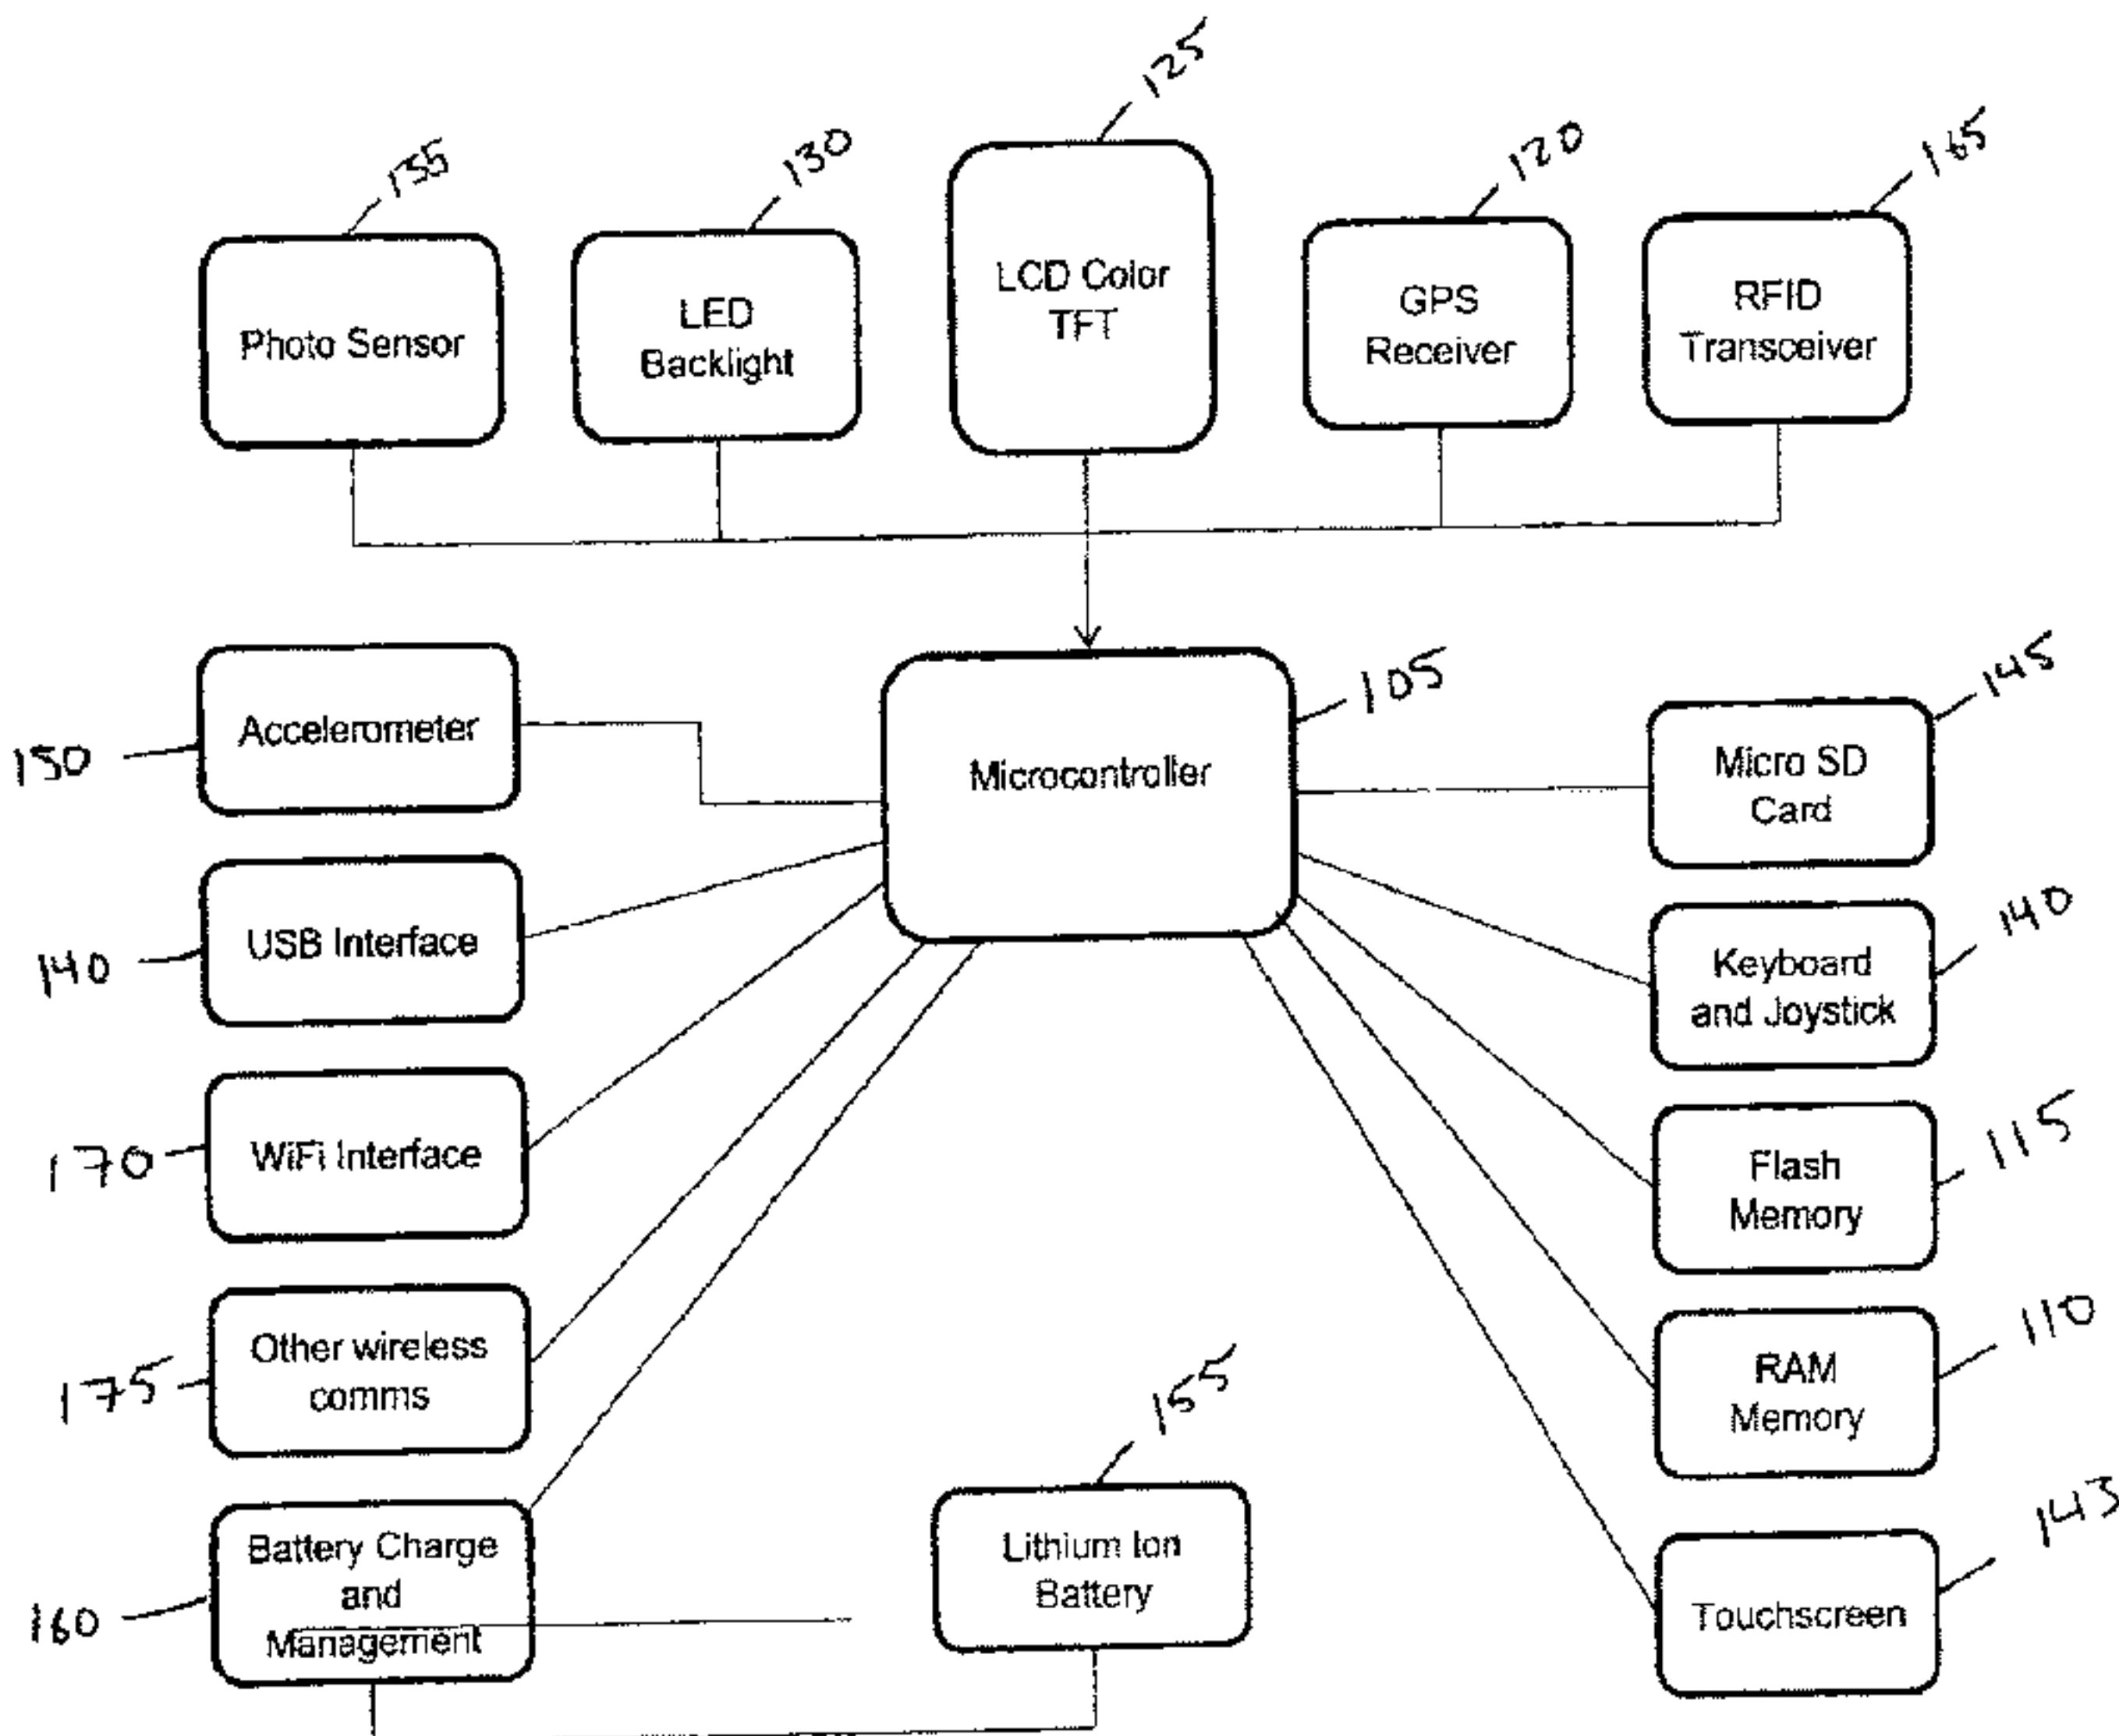 125
135
130
120
165
Photo Sensor
LED
Backlight
LCD Color
TFT
GPS
Receiver
RFID
Transceiver
150
Accelerometer
Microcontroller
105
Micro SD
Card
145
140
USB Interface
Keyboard
and Joystick
140
170
WiFi Interface
Flash
Memory
115
175
Other wireless
comms
RAM
Memory
110
160
Battery Charge
and
Management
Lithium Ion
Battery
155
Touchscreen
143